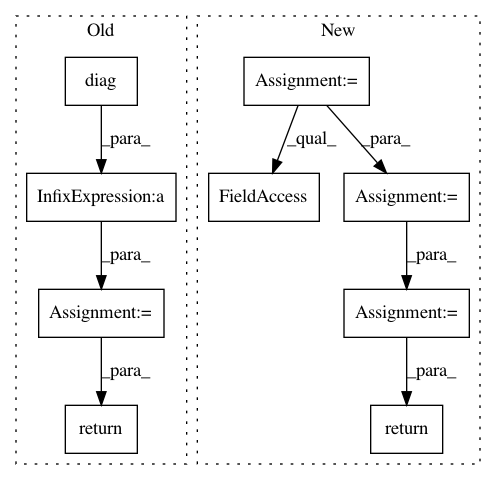 Old
New
diag
Assignment:=
_para_
_qual_
_para_
InfixExpression:a
FieldAccess
Assignment:=
_para_
_para_
Assignment:=
Assignment:=
_para_
_para_
return
return